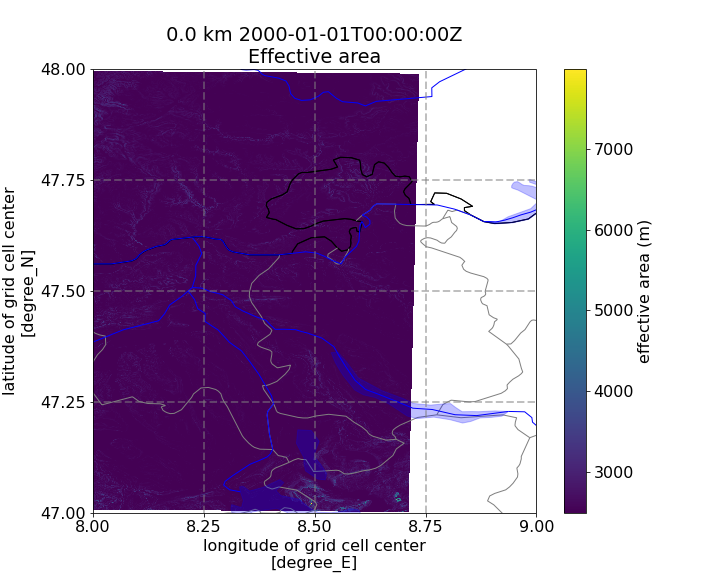 0.0 km 2000-01-01T00:00:00Z
Effective area
48.00
47.75
47.50
47.25
47.00
8.00
8.25
8.50
8.75
9.00
latitude of grid cell center
[degree_N]
longitude of grid cell center
[degree_E]
7000
6000
5000
4000
3000
effective area (m)